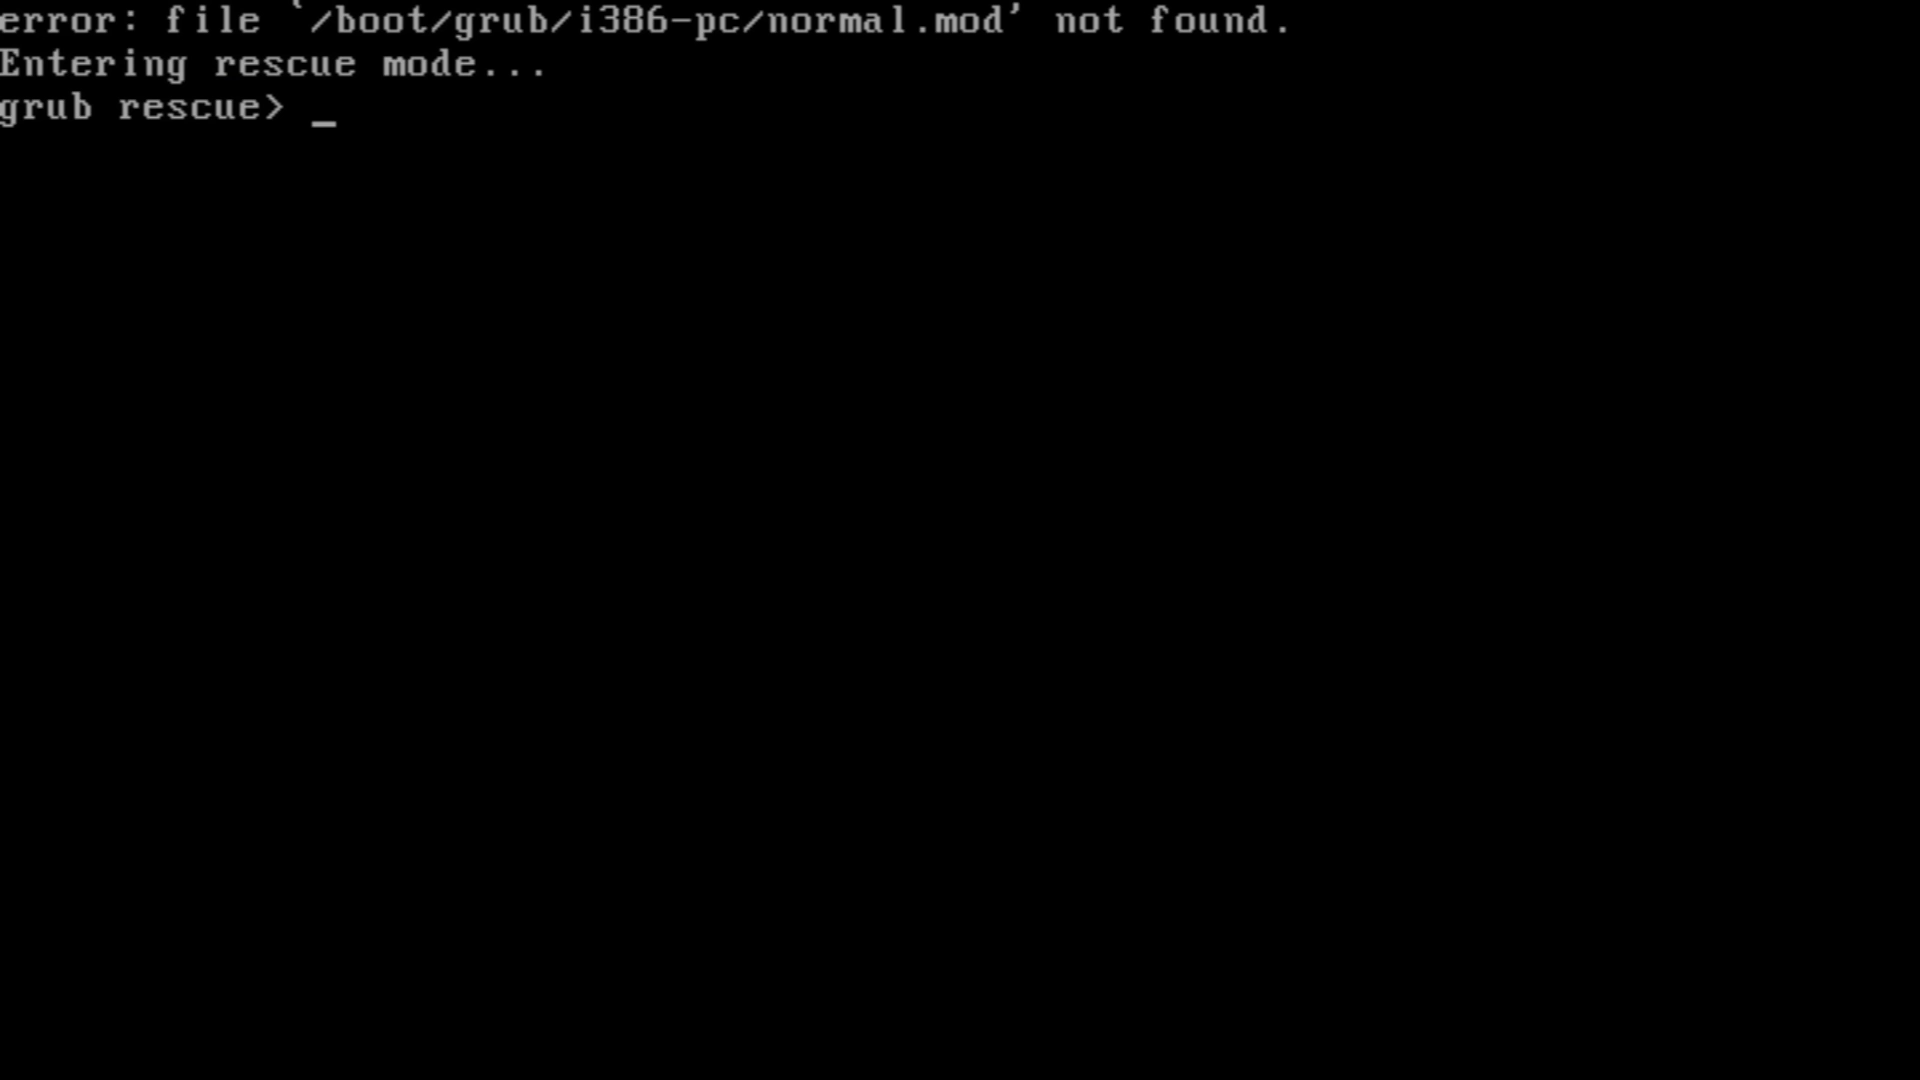 error: file `/boot/grub/i386-pc/normal.mod' not found.
Entering rescue mode...
grub rescue> _